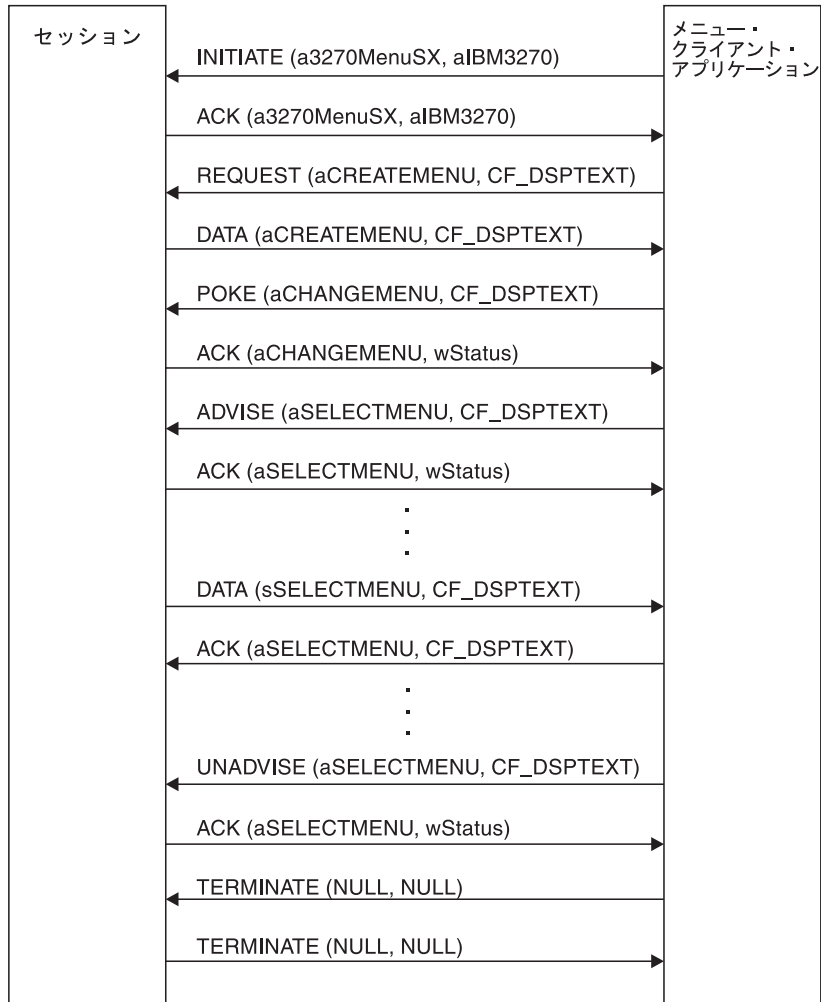 セッション
メニュー・
クライアント・
アプリケーション
INITIATE (a3270MenuSX, aIBM3270)
ACK (a3270MenuSX, aIBM3270)
REQUEST (aCREATEMENU, CF_DSPTEXT)
DATA (aCREATEMENU, CF_DSPTEXT)
POKE (aCHANGEMENU, CF_DSPTEXT)
ACK (aCHANGEMENU, wStatus)
ADVISE (aSELECTMENU, CF_DSPTEXT)
ACK (aSELECTMENU, wStatus)
DATA (sSELECTMENU, CF_DSPTEXT)
ACK (aSELECTMENU, CF_DSPTEXT)
UNADVISE (aSELECTMENU, CF_DSPTEXT)
ACK (aSELECTMENU, wStatus)
TERMINATE (NULL, NULL)
TERMINATE (NULL, NULL)